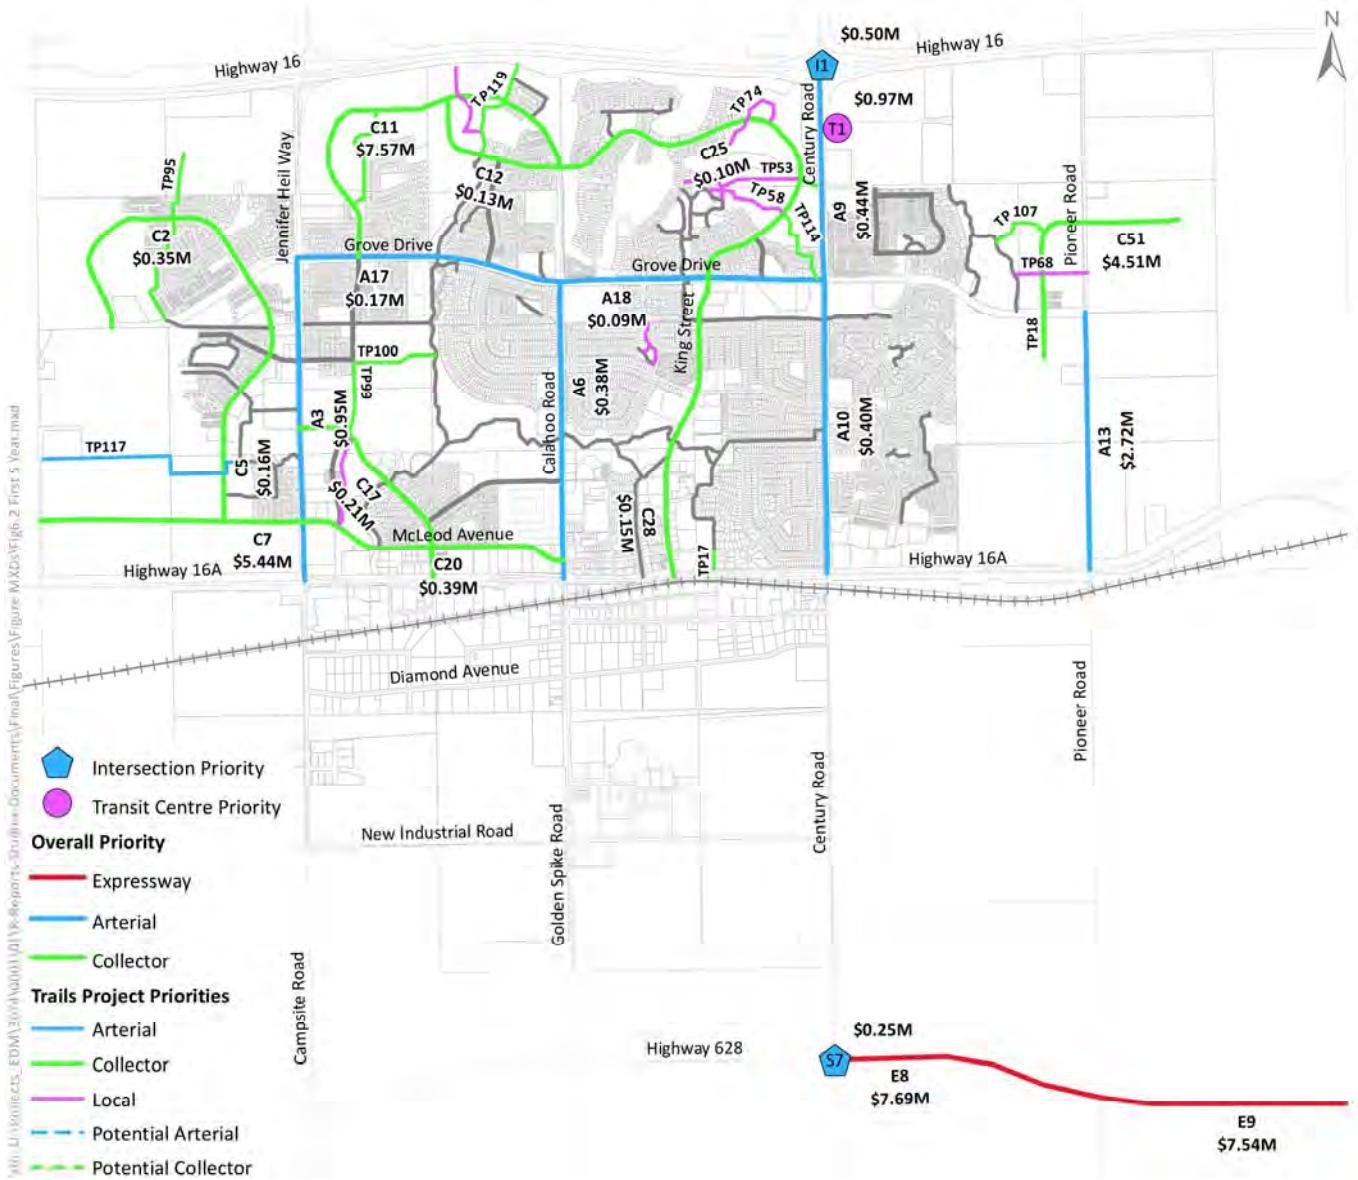 N
$0.50M
Highway 16
Highway 16
I1
$0.97M
T1
Century Road
TP119
TP74
C11
$7.57M
C25
$0.10M
TP53
TP58
TP114
C12
$0.13M
TP95
Jennifer Heil Way
A9
$0.44M
TP 107
Pioneer Road
C51
$4.51M
TP68
C2
$0.35M
Grove Drive
Grove Drive
A17
$0.17M
A18
$0.09M
King Street
TP18
TP100
TP99
A6
$0.38M
Calahoo Road
A3
$0.95M
A10
$0.40M
A13
$2.72M
TP117
C5
$0.16M
C17
$0.21M
C28
$0.15M
McLeod Avenue
C7
$5.44M
Highway 16A
C20
$0.39M
TP17
Highway 16A
Diamond Avenue
Pioneer Road
Century Road
New Industrial Road
Golden Spike Road
Campsite Road
Highway 628
$0.25M
S7
E8
$7.69M
E9
$7.54M
Intersection Priority
Transit Centre Priority
Overall Priority
Expressway
Arterial
Collector
Trails Project Priorities
Arterial
Collector
Local
Potential Arterial
Potential Collector